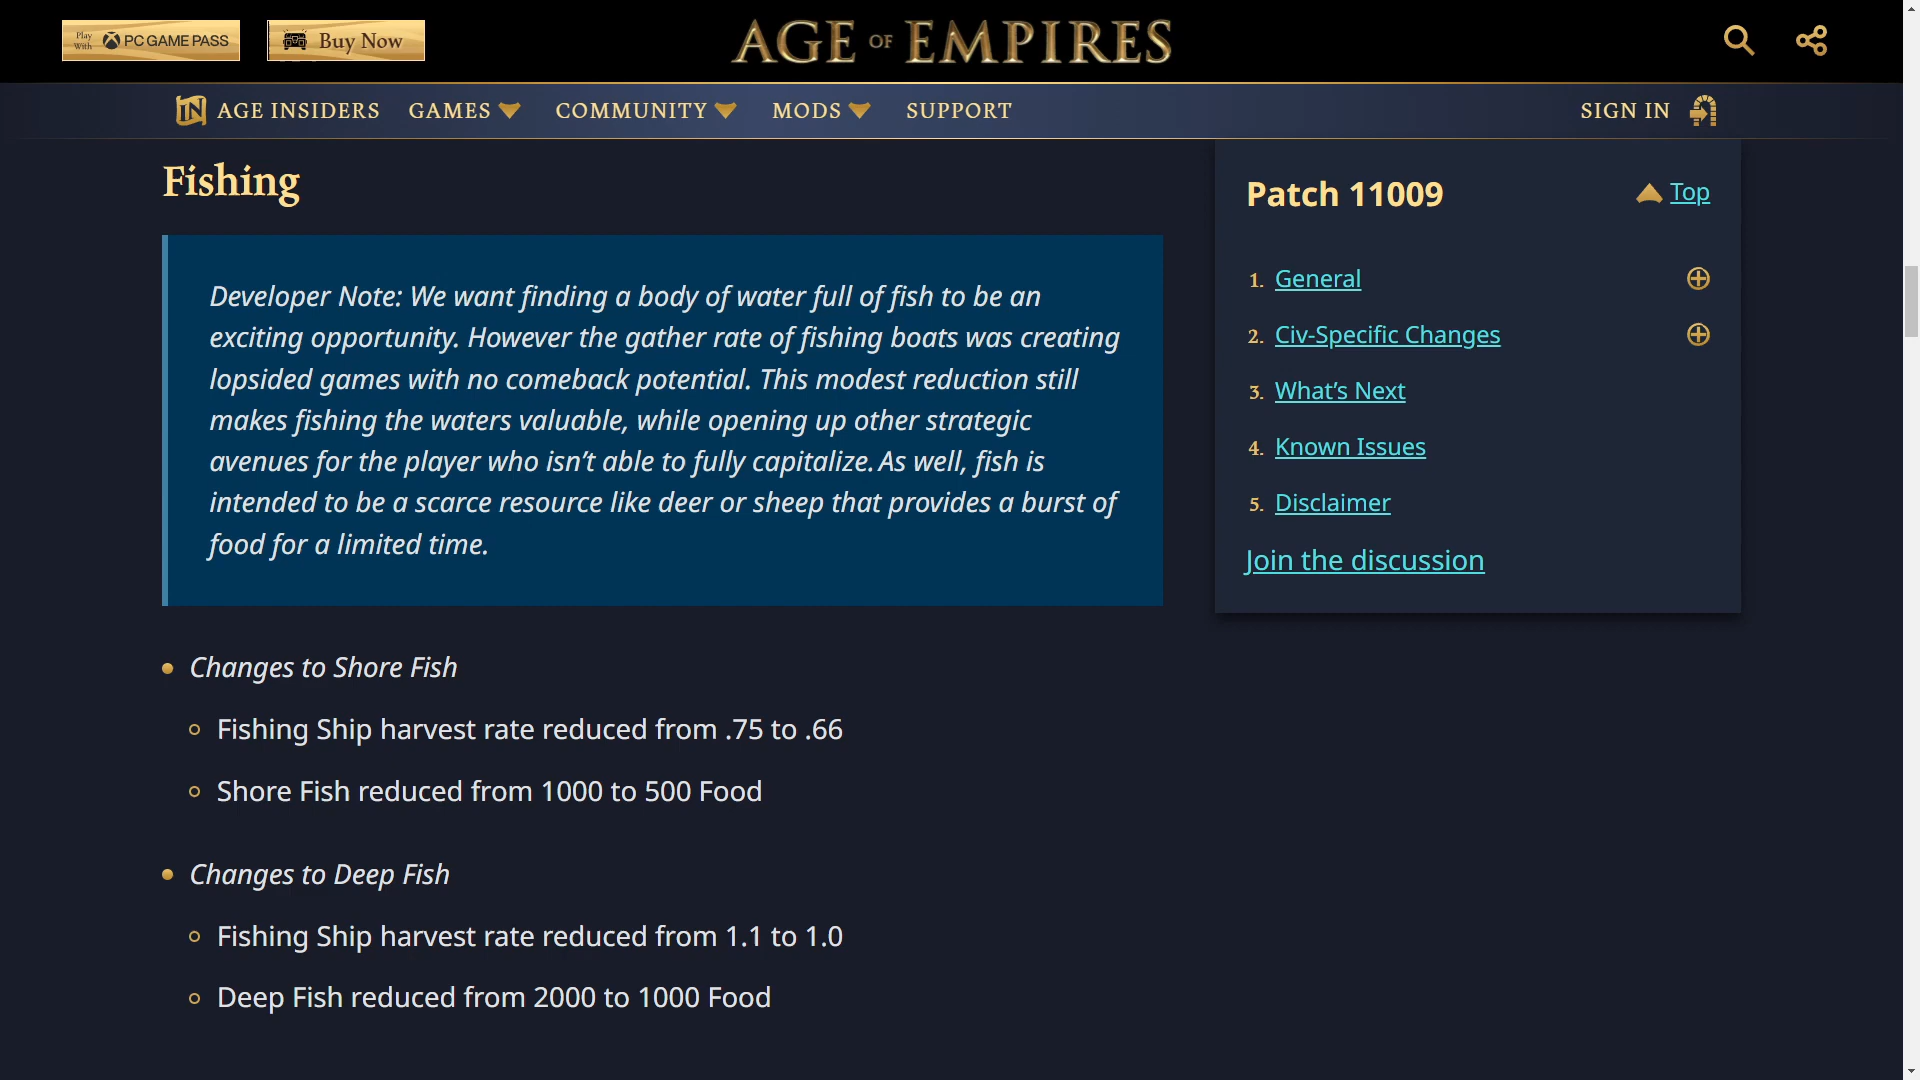 Play With PC GAME PASS
Buy Now
AGE OF EMPIRES
IN AGE INSIDERS GAMES COMMUNITY MODS SUPPORT SIGN IN
Fishing
Developer Note: We want finding a body of water full of fish to be an
exciting opportunity. However the gather rate of fishing boats was creating
lopsided games with no comeback potential. This modest reduction still
makes fishing the waters valuable, while opening up other strategic
avenues for the player who isn’t able to fully capitalize. As well, fish is
intended to be a scarce resource like deer or sheep that provides a burst of
food for a limited time.
Changes to Shore Fish
Fishing Ship harvest rate reduced from .75 to .66
Shore Fish reduced from 1000 to 500 Food
Changes to Deep Fish
Fishing Ship harvest rate reduced from 1.1 to 1.0
Deep Fish reduced from 2000 to 1000 Food
Patch 11009 Top
1. General
2. Civ-Specific Changes
3. What’s Next
4. Known Issues
5. Disclaimer
Join the discussion